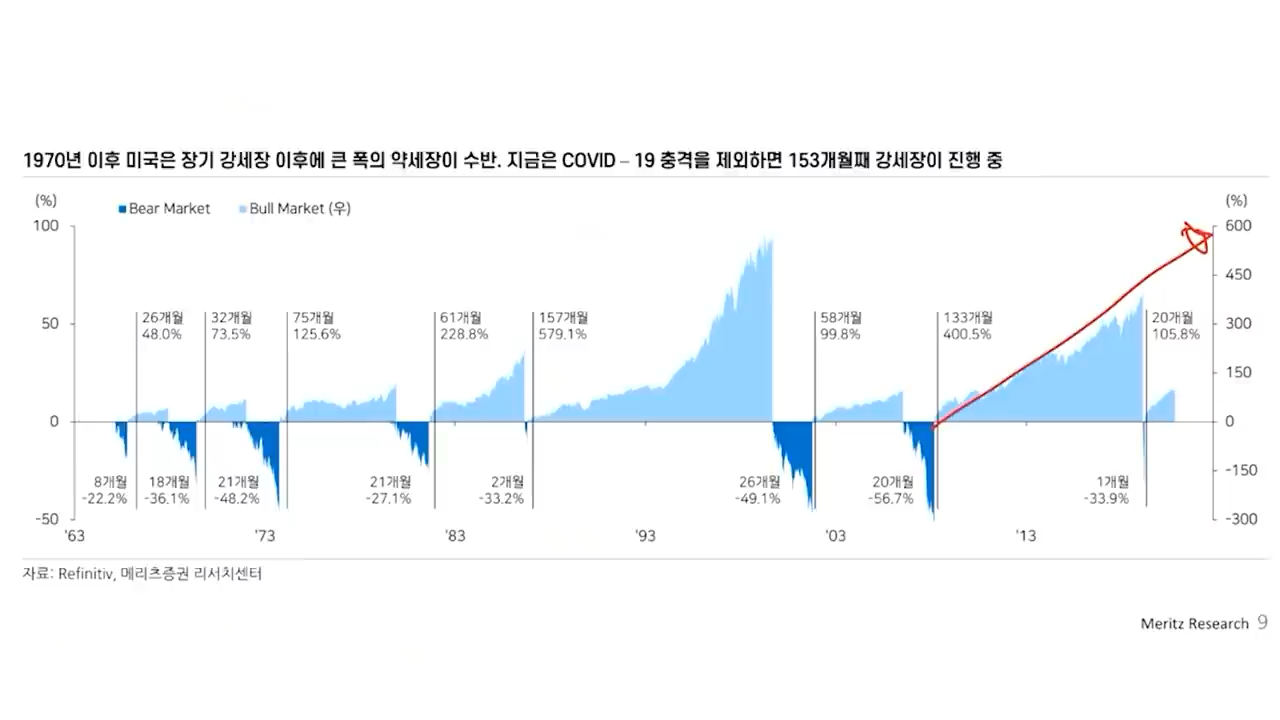 1970년 이후 미국은 장기 강세장 이후에 큰 폭의 약세장이 수반. 지금은 COVID – 19 충격을 제외하면 153개월째 강세장이 진행 중
(%)
Bear Market
Bull Market (우)
(%)
100
50
0
-50
26개월
48.0%
32개월
73.5%
75개월
125.6%
61개월
228.8%
157개월
579.1%
58개월
99.8%
133개월
400.5%
20개월
105.8%
8개월
-22.2%
18개월
-36.1%
21개월
-48.2%
21개월
-27.1%
2개월
-33.2%
26개월
-49.1%
20개월
-56.7%
1개월
-33.9%
600
450
300
150
0
-150
-300
'63
'73
'83
'93
'03
'13
자료: Refinitiv, 메리츠증권 리서치센터
Meritz Research 9